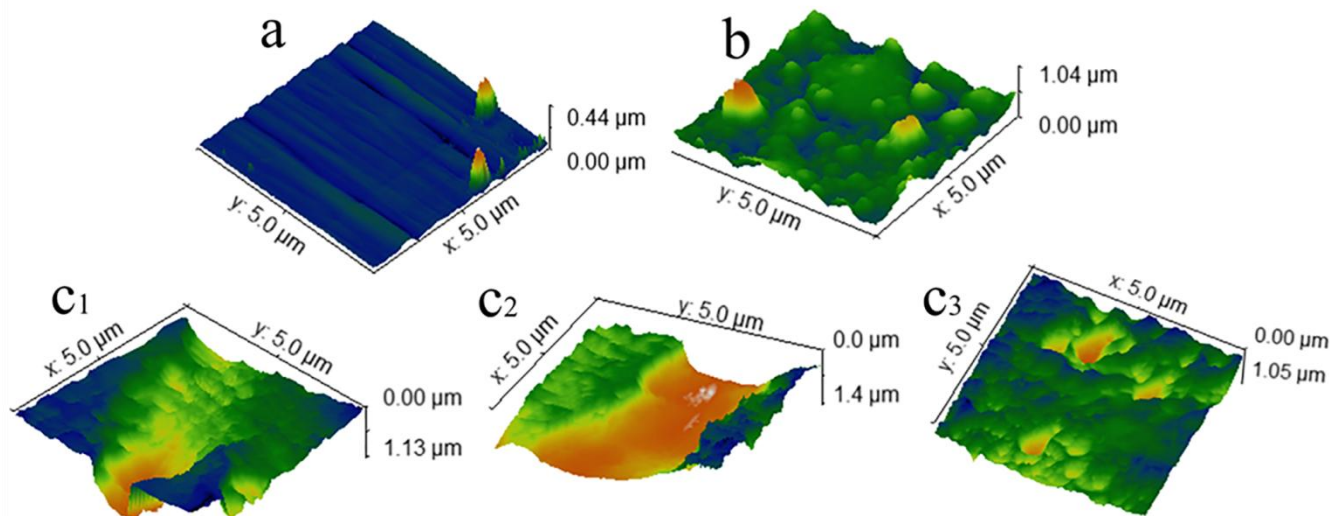 a
0.44 µm
0.00 µm
y: 5.0 µm
x: 5.0 µm
b
1.04 µm
0.00 µm
y: 5.0 µm
x: 5.0 µm
c1
x: 5.0 µm
y: 5.0 µm
0.00 µm
1.13 µm
c2
x: 5.0 µm
y: 5.0 µm
0.0 µm
1.4 µm
c3
y: 5.0 µm
x: 5.0 µm
0.00 µm
1.05 µm